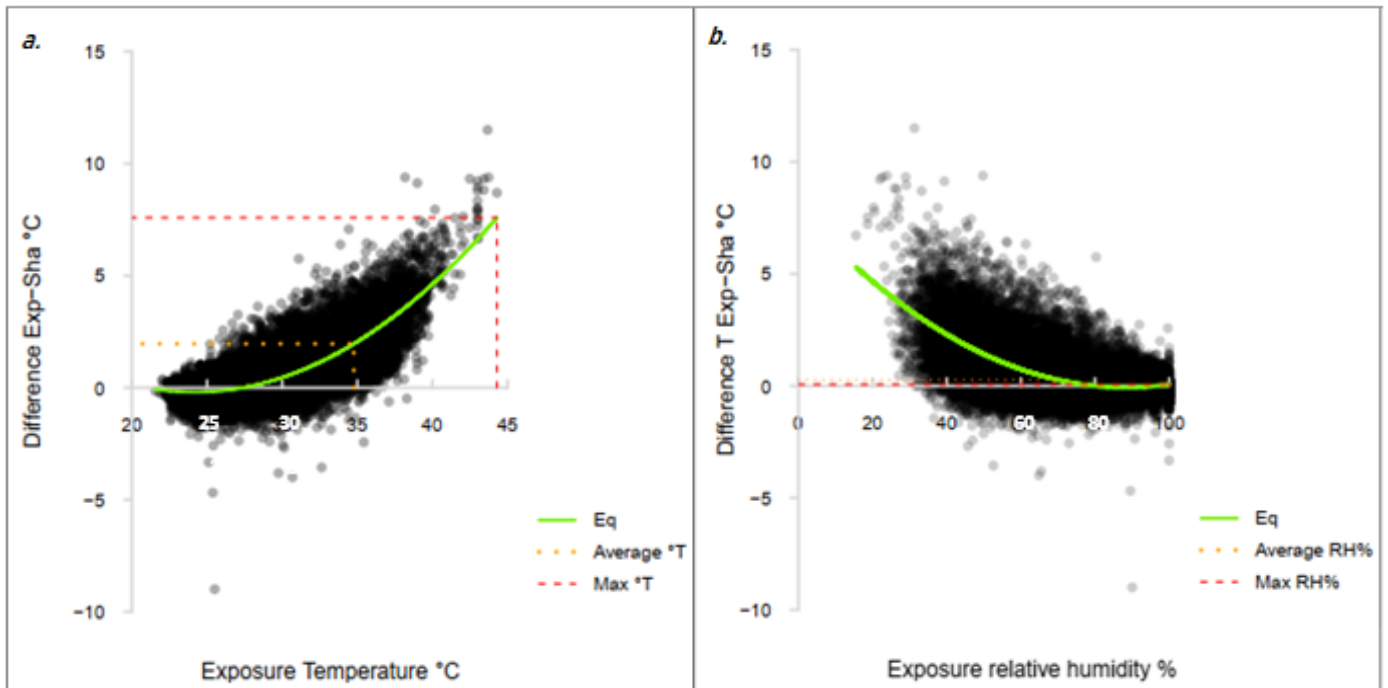 a.
15
10
5
0
−5
−10
Difference Exp−Sha °C
20 25 30 35 40 45
Eq
Average °T
Max °T
Exposure Temperature °C
b.
15
10
5
0
−5
−10
Difference T Exp−Sha °C
0 20 40 60 80 100
Eq
Average RH%
Max RH%
Exposure relative humidity %